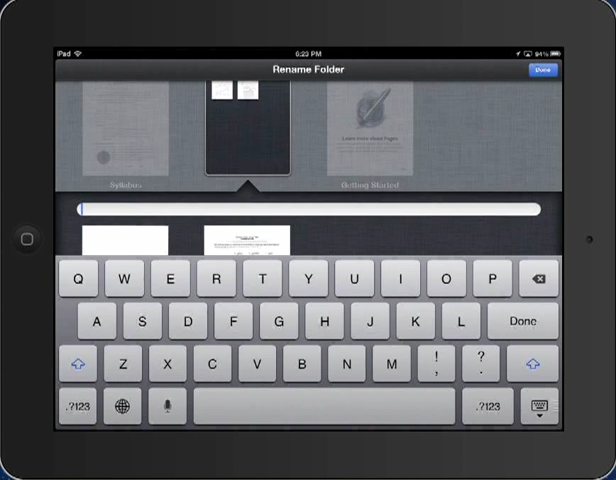 iPad 6:23 PM 94%
Rename Folder Done
Learn more about Pages
Syllabus Getting Started
Q W E R T Y U I O P
A S D F G H J K L Done
Z X C V B N M ! , ? .
.?123 .?123